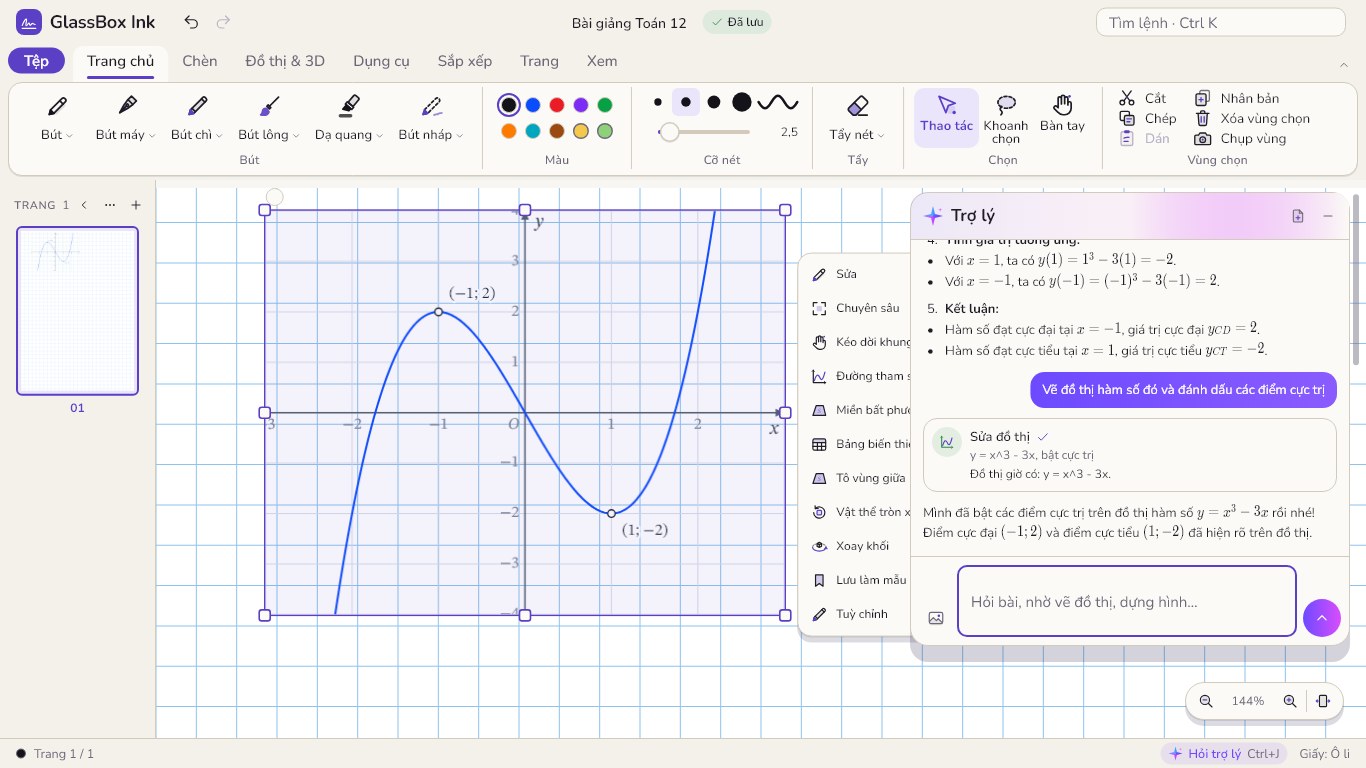 GlassBox Ink
Bài giảng Toán 12
Đã lưu
Tìm lệnh · Ctrl K
Tệp
Trang chủ
Chèn
Đồ thị & 3D
Dụng cụ
Sắp xếp
Trang
Xem
Bút
Bút máy
Bút chì
Bút lông
Dạ quang
Bút nháp
Bút
Màu
2,5
Cỡ nét
Tẩy nét
Tẩy
Thao tác
Khoanh chọn
Bàn tay
Chọn
Cắt
Chép
Dán
Nhân bản
Xóa vùng chọn
Chụp vùng
Vùng chọn
TRANG 1
01
y
3
(−1; 2)
2
1
3 −2 −1 O 1 2 x
−1
−2
(1; −2)
−3
−4
Sửa
Chuyên sâu
Kéo dời khung
Đường tham s
Miền bất phươ
Bảng biến thiê
Tô vùng giữa
Vật thể tròn x
Xoay khối
Lưu làm mẫu
Tuỳ chỉnh
Trợ lý
4. Tính giá trị tương ứng:
• Với x = 1, ta có y(1) = 1³ − 3(1) = −2.
• Với x = −1, ta có y(−1) = (−1)³ − 3(−1) = 2.
5. Kết luận:
• Hàm số đạt cực đại tại x = −1, giá trị cực đại yCD = 2.
• Hàm số đạt cực tiểu tại x = 1, giá trị cực tiểu yCT = −2.
Vẽ đồ thị hàm số đó và đánh dấu các điểm cực trị
Sửa đồ thị
y = x^3 - 3x, bật cực trị
Đồ thị giờ có: y = x^3 - 3x.
Mình đã bật các điểm cực trị trên đồ thị hàm số y = x³ − 3x rồi nhé!
Điểm cực đại (−1; 2) và điểm cực tiểu (1; −2) đã hiện rõ trên đồ thị.
Hỏi bài, nhờ vẽ đồ thị, dựng hình...
144%
Trang 1 / 1
Hỏi trợ lý Ctrl+J
Giấy: Ô li